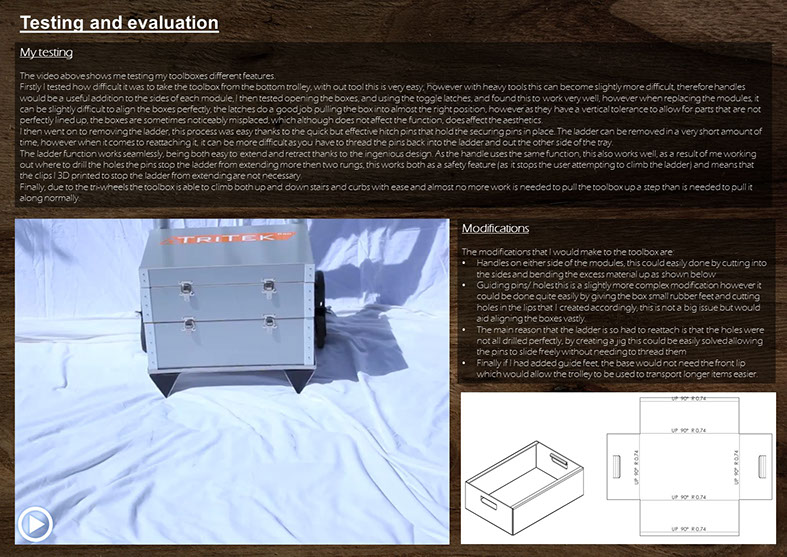 Testing and evaluation
My testing
The video above shows me testing my toolboxes different features.
Firstly I tested how difficult it was to take the toolbox from the bottom trolley, with out tool this is very easy, however with heavy tools this can become slightly more difficult, therefore handles
would be a useful addition to the sides of each module, I then tested opening the boxes, and using the toggle latches, and found this to work very well, however when replacing the modules, it
can be slightly difficult to align the boxes perfectly, the latches do a good job pulling the box into almost the right position, however as they have a vertical tolerance to allow for parts that are not
perfectly lined up, the boxes are sometimes noticeably misplaced, which although does not affect the function, does affect the aesthetics.
I then went on to removing the ladder, this process was easy thanks to the quick but effective hitch pins that hold the securing pins in place. The ladder can be removed in a very short amount of
time, however when it comes to reattaching it, it can be more difficult as you have to thread the pins back into the ladder and out the other side of the tray.
The ladder function works seamlessly, being both easy to extend and retract thanks to the ingenious design. As the handle uses the same function, this also works well, as a result of me working
out where to drill the holes the pins stop the ladder from extending more then two rungs, this works both as a safety feature (as it stops the user attempting to climb the ladder) and means that
the clips I 3D printed to stop the ladder from extending are not necessary.
Finally, due to the tri-wheels the toolbox is able to climb both up and down stairs and curbs with ease and almost no more work is needed to pull the toolbox up a step than is needed to pull it
along normally.
TRITEK
Modifications
The modifications that I would make to the toolbox are:
• Handles on either side of the modules, this could easily done by cutting into
the sides and bending the excess material up as shown below
• Guiding pins/ holes this is a slightly more complex modification however it
could be done quite easily by giving the box small rubber feet and cutting
holes in the lips that I created accordingly, this is not a big issue but would
aid aligning the boxes vastly.
• The main reason that the ladder is so had to reattach is that the holes were
not all drilled perfectly, by creating a jig this could be easily solved allowing
the pins to slide freely without needing to thread them
• Finally if I had added guide feet, the base would not need the front lip
which would allow the trolley to be used to transport longer items easier.
UP 90° R 0.74
UP 90° R 0.74
UP 90° R 0.74
UP 90° R 0.74
UP 90° R 0.74
UP 90° R 0.74